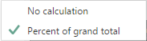 No calculation
Percent of grand total